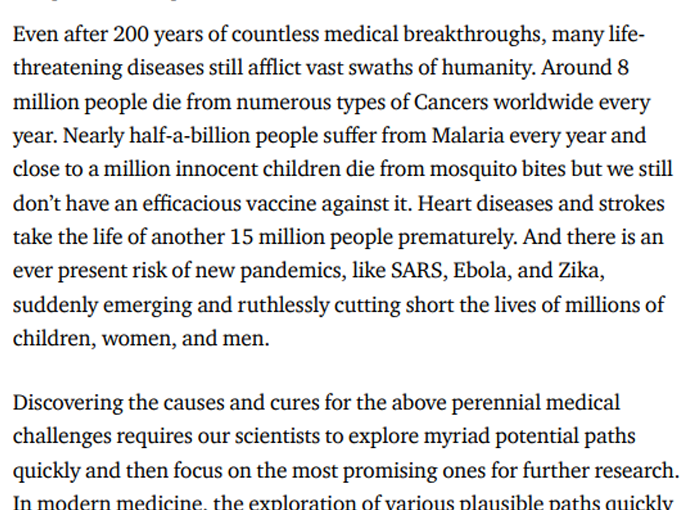 Even after 200 years of countless medical breakthroughs, many life-
threatening diseases still afflict vast swaths of humanity. Around 8
million people die from numerous types of Cancers worldwide every
year. Nearly half-a-billion people suffer from Malaria every year and
close to a million innocent children die from mosquito bites but we still
don’t have an efficacious vaccine against it. Heart diseases and strokes
take the life of another 15 million people prematurely. And there is an
ever present risk of new pandemics, like SARS, Ebola, and Zika,
suddenly emerging and ruthlessly cutting short the lives of millions of
children, women, and men.
Discovering the causes and cures for the above perennial medical
challenges requires our scientists to explore myriad potential paths
quickly and then focus on the most promising ones for further research.
In modern medicine, the exploration of various plausible paths quickly